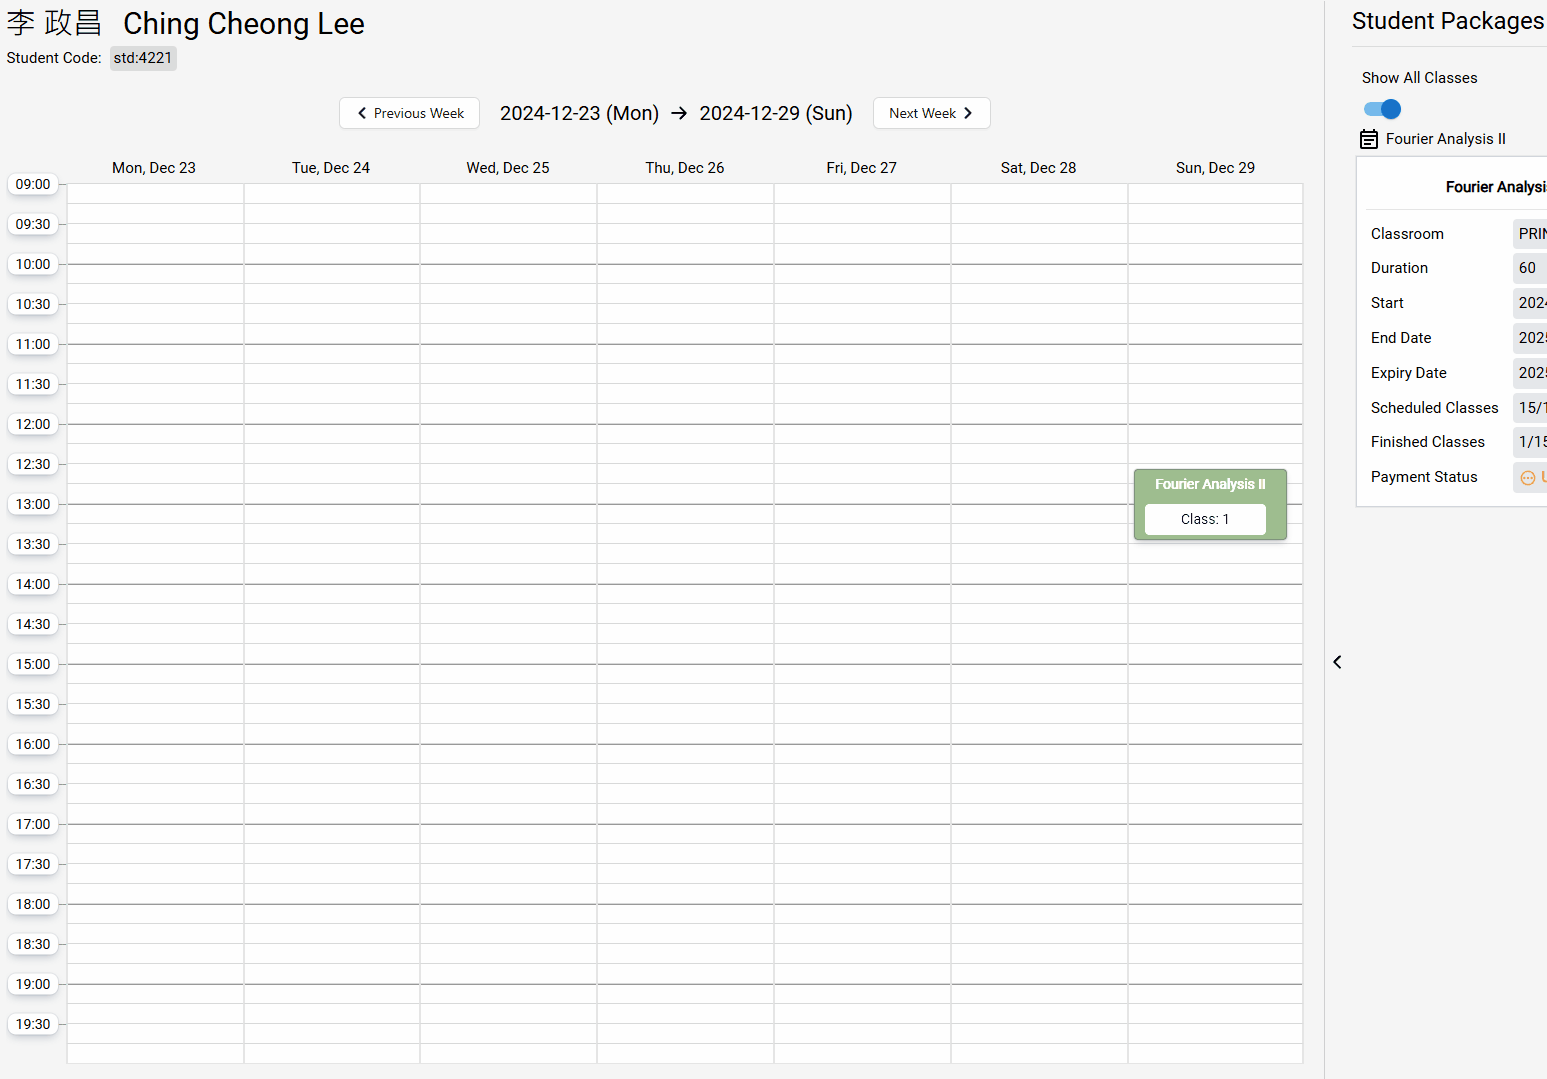 李 政昌 Ching Cheong Lee
Student Code: std:4221
Previous Week 2024-12-23 (Mon) → 2024-12-29 (Sun) Next Week
Mon, Dec 23 Tue, Dec 24 Wed, Dec 25 Thu, Dec 26 Fri, Dec 27 Sat, Dec 28 Sun, Dec 29
09:00
09:30
10:00
10:30
11:00
11:30
12:00
12:30
13:00
13:30
14:00
14:30
15:00
15:30
16:00
16:30
17:00
17:30
18:00
18:30
19:00
19:30
Fourier Analysis II
Class: 1
Student Packages
Show All Classes
Fourier Analysis II
Fourier Analysi
Classroom PRIN
Duration 60
Start 2024
End Date 2025
Expiry Date 2025
Scheduled Classes 15/1
Finished Classes 1/15
Payment Status